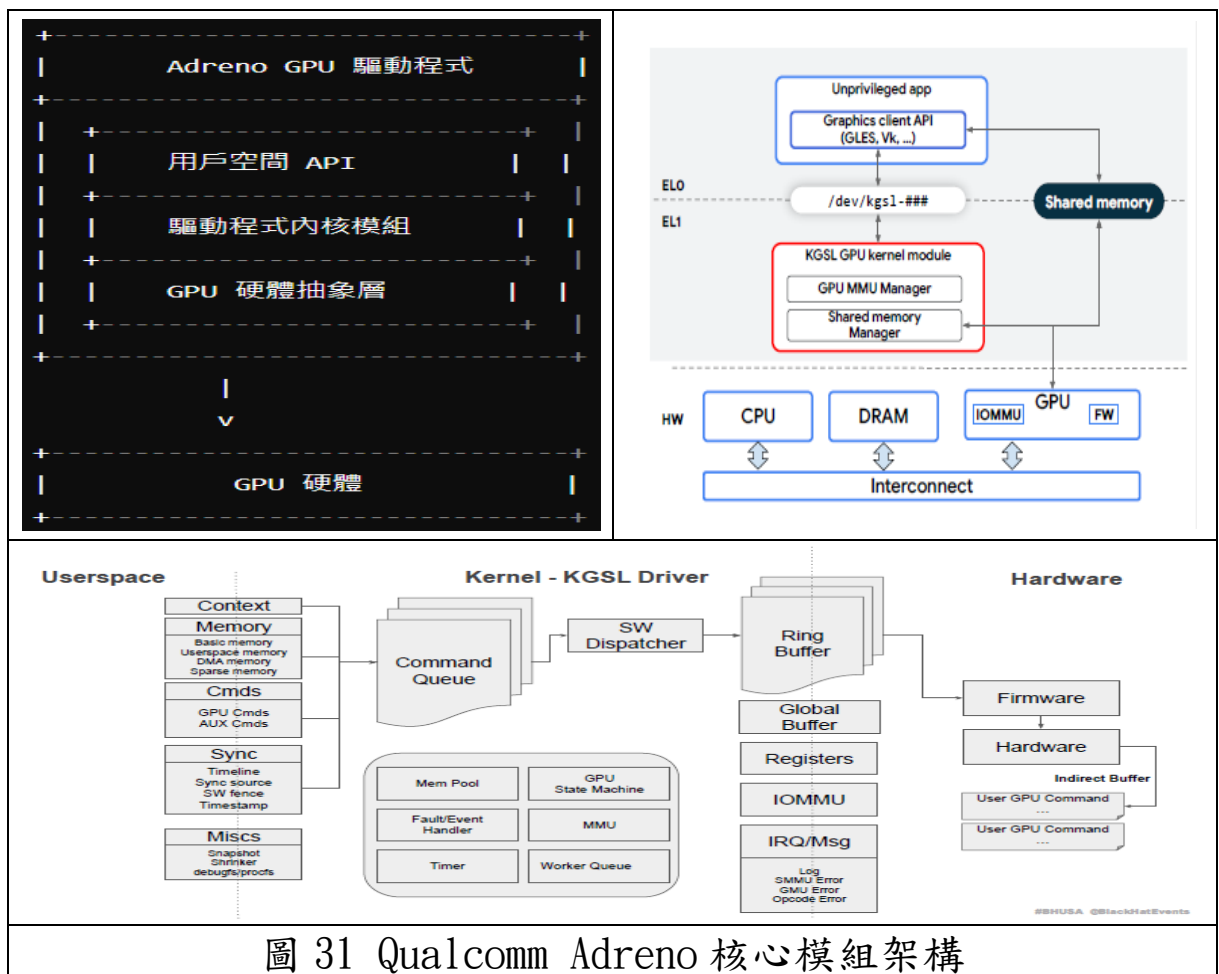 Adreno GPU 驅動程式
用戶空間 API
驅動程式內核模組
GPU 硬體抽象層
v
GPU 硬體
Unprivileged app
Graphics client API
(GLES, Vk, ...)
EL0
/dev/kgsl-###
Shared memory
EL1
KGSL GPU kernel module
GPU MMU Manager
Shared memory
Manager
HW
CPU
DRAM
GPU
IOMMU
FW
Interconnect
Userspace
Kernel - KGSL Driver
Hardware
Context
Memory
Basic memory
Userspace memory
DMA memory
Sparse memory
Cmds
GPU Cmds
AUX Cmds
Sync
Timeline
Sync source
SW fence
Timestamp
Miscs
Snapshot
Shrinker
debugfs/procfs
Command
Queue
SW
Dispatcher
Ring
Buffer
Mem Pool
GPU
State Machine
Fault/Event
Handler
MMU
Timer
Worker Queue
Global
Buffer
Registers
IOMMU
IRQ/Msg
Log
SMMU Error
GMU Error
Opcode Error
Firmware
Hardware
Indirect Buffer
User GPU Command
---
User GPU Command
---
#BHUSA @BlackHatEvents
圖 31 Qualcomm Adreno 核心模組架構